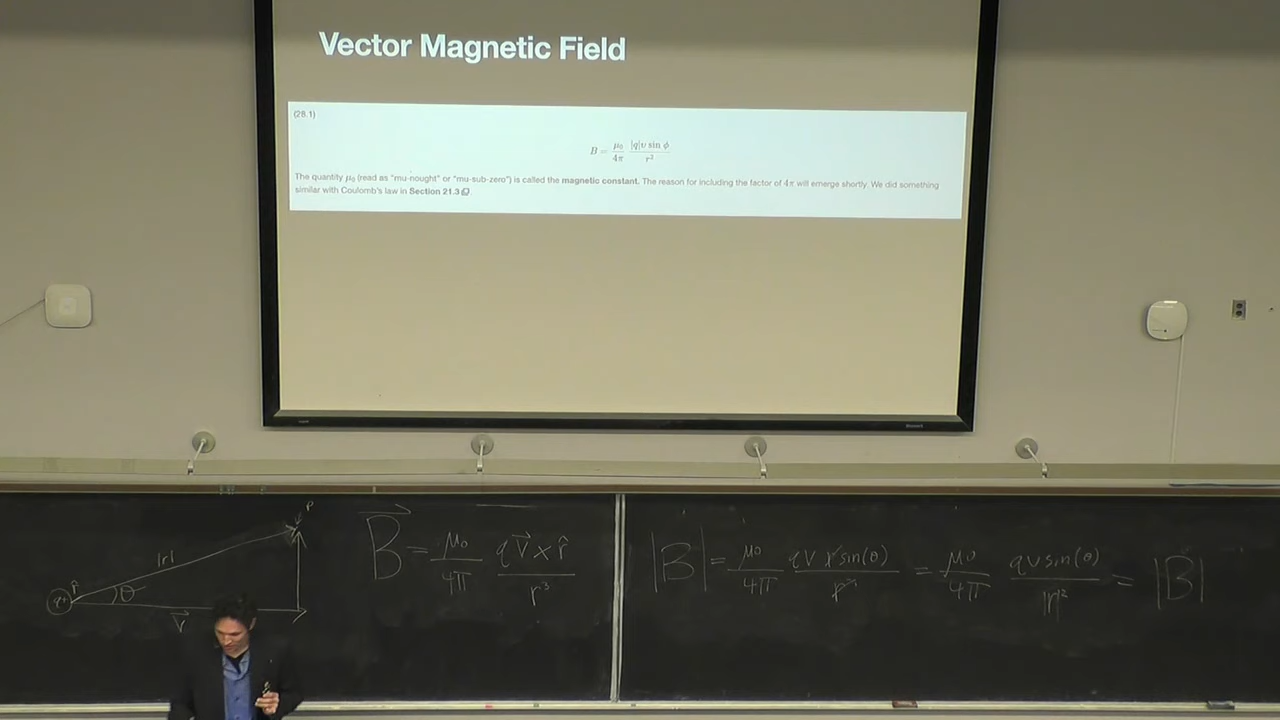 Vector Magnetic Field
(28.1)
B = μ₀/4π |q|υ sin ϕ/r²
The quantity μ₀ (read as "mu-nought" or "mu-sub-zero") is called the magnetic constant. The reason for including the factor of 4π will emerge shortly. We did something
similar with Coulomb's law in Section 21.3
P
|r|
r̂
q+
θ
V⃗
B⃗ = μ₀/4π qV⃗ × r̂/r³
|B| = μ₀/4π qV r sin(θ)/r³ = μ₀/4π qv sin(θ)/|r|² = |B|